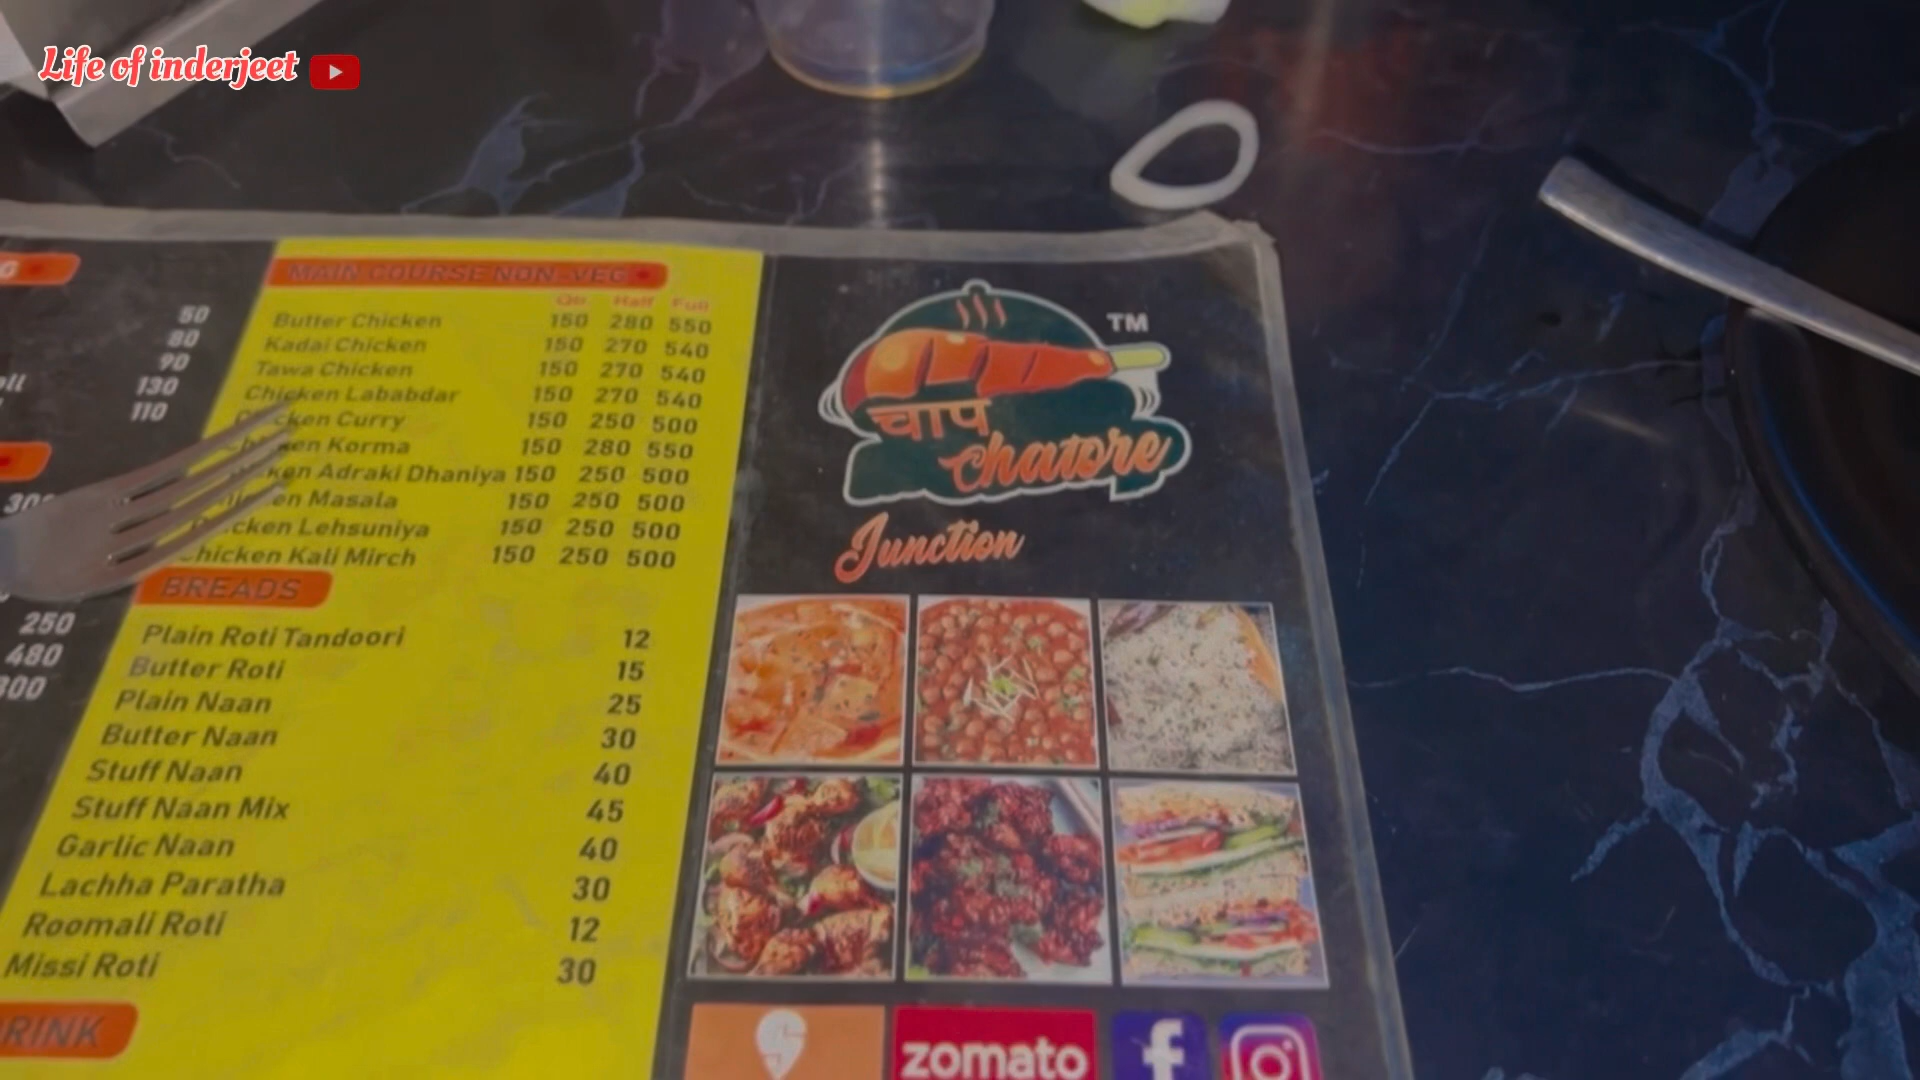 Life of inderjeet
50
80
90
130
110
250
480
MAIN COURSE NON-VEG
Qtr Half Full
Butter Chicken 150 280 550
Kadai Chicken 150 270 540
Tawa Chicken 150 270 540
Chicken Lababdar 150 270 540
Chicken Curry 150 250 500
Chicken Korma 150 280 550
Adraki Dhaniya 150 250 500
Masala 150 250 500
Chicken Lehsuniya 150 250 500
Chicken Kali Mirch 150 250 500
BREADS
Plain Roti Tandoori 12
Butter Roti 15
Plain Naan 25
Butter Naan 30
Stuff Naan 40
Stuff Naan Mix 45
Garlic Naan 40
Lachha Paratha 30
Roomali Roti 12
Missi Roti 30
TM
चाप
Chatore
Junction
zomato